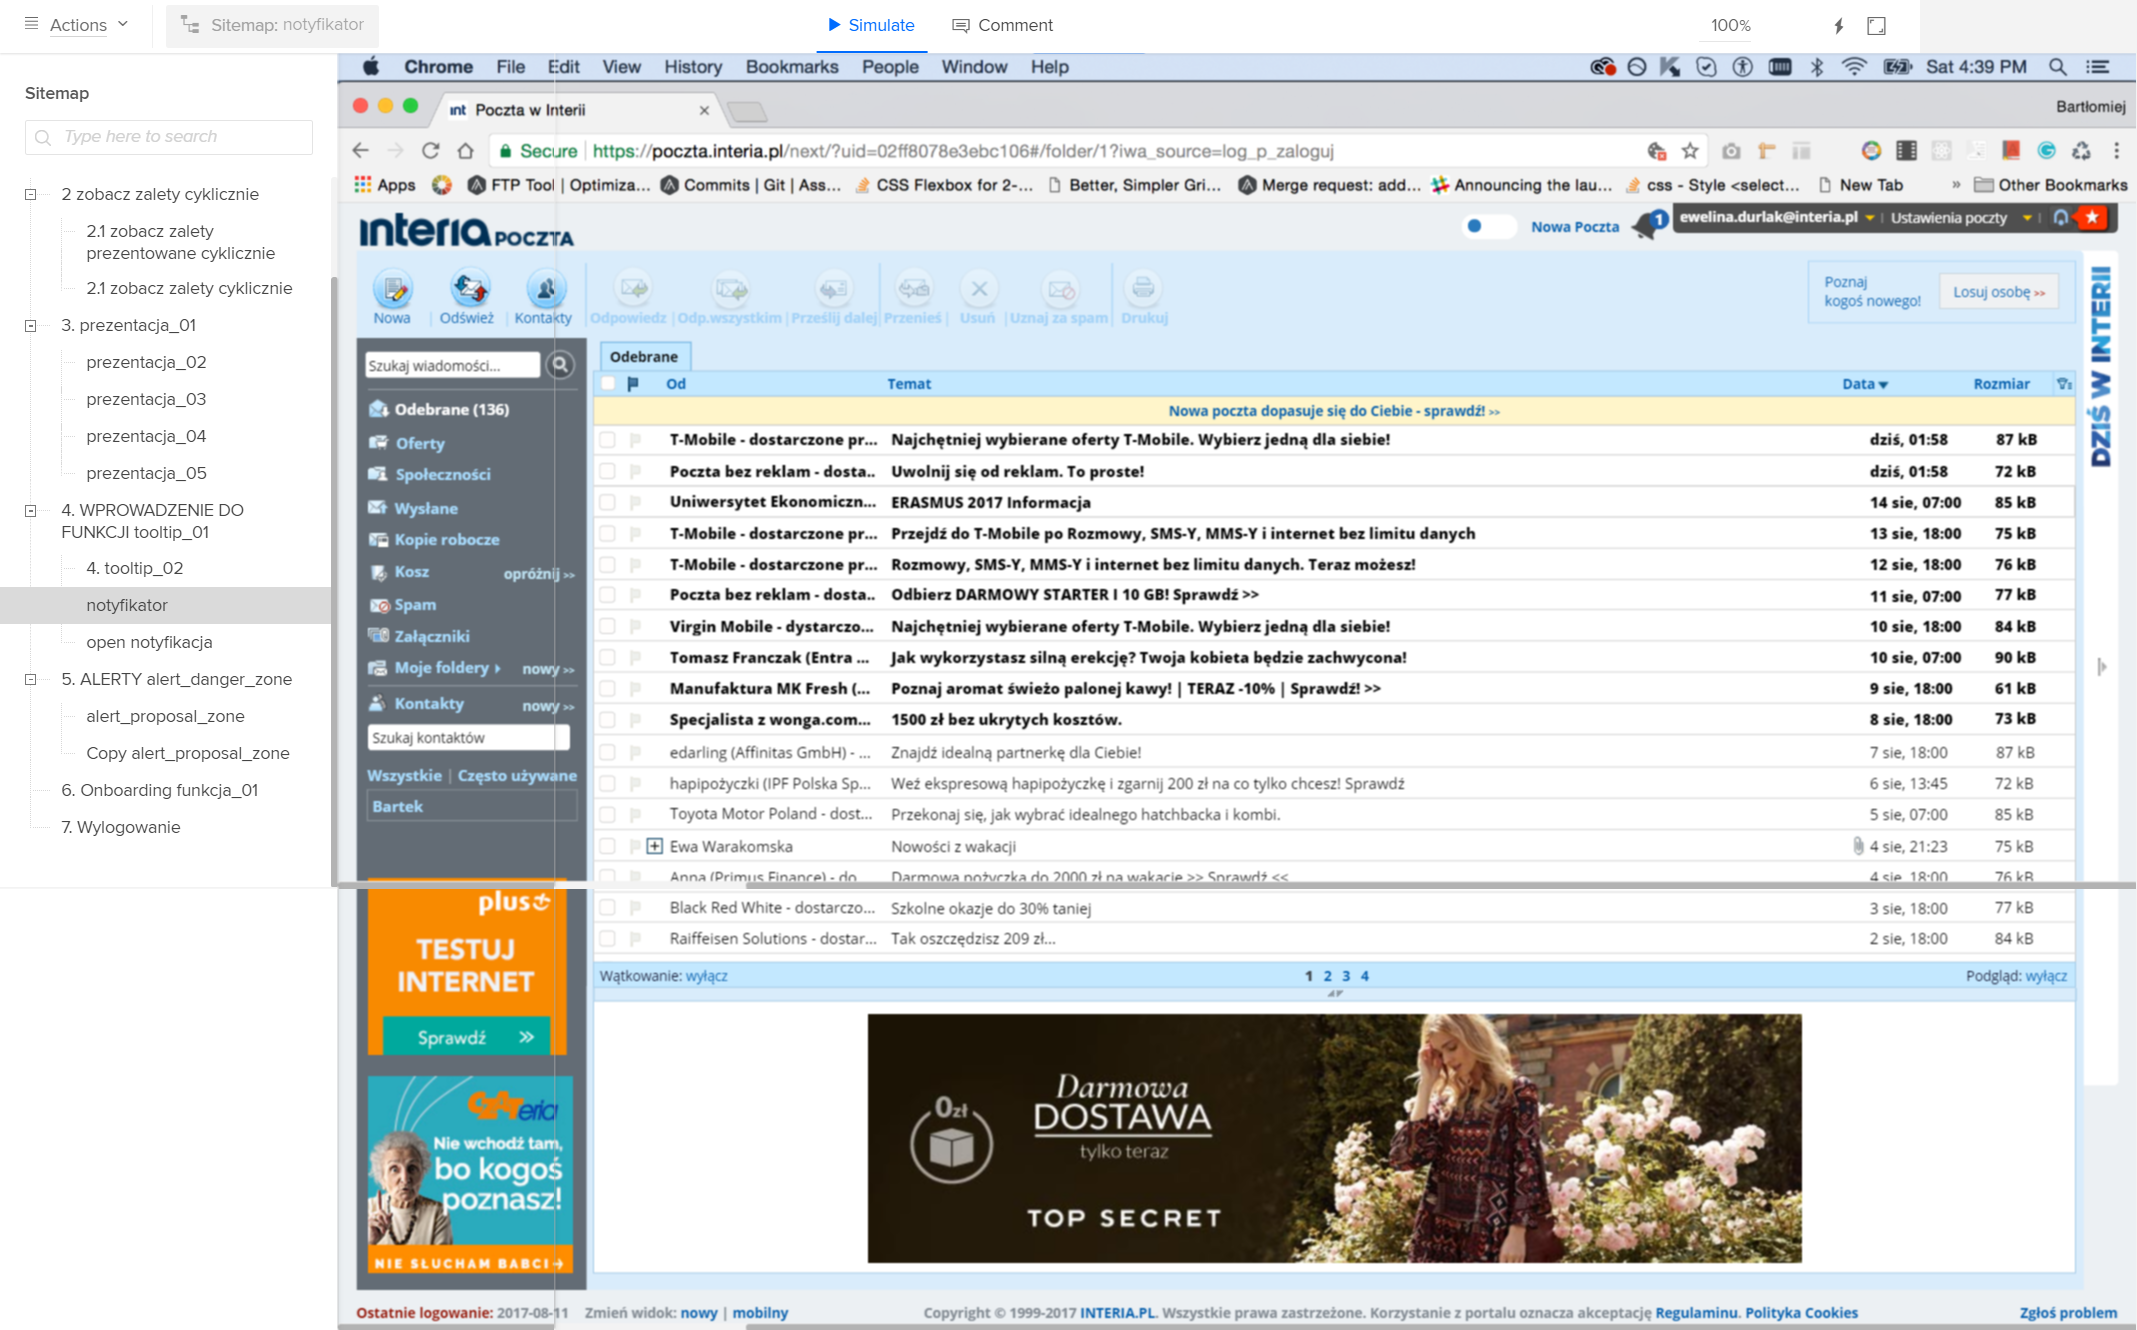 Actions
Sitemap: notyfikator
Simulate
Comment
100%
Sitemap
Type here to search
2 zobacz zalety cyklicznie
2.1 zobacz zalety
prezentowane cyklicznie
2.1 zobacz zalety cyklicznie
3. prezentacja_01
prezentacja_02
prezentacja_03
prezentacja_04
prezentacja_05
4. WPROWADZENIE DO
FUNKCJI tooltip_01
4. tooltip_02
notyfikator
open notyfikacja
5. ALERTY alert_danger_zone
alert_proposal_zone
Copy alert_proposal_zone
6. Onboarding funkcja_01
7. Wylogowanie
Chrome File Edit View History Bookmarks People Window Help
Sat 4:39 PM
int Poczta w Interii
Bartłomiej
Secure https://poczta.interia.pl/next/?uid=02ff8078e3ebc106#/folder/1?iwa_source=log_p_zaloguj
Apps
FTP Tool | Optimiza...
Commits | Git | Ass...
CSS Flexbox for 2-...
Better, Simpler Gri...
Merge request: add...
Announcing the lau...
css - Style <select...
New Tab
»
Other Bookmarks
interia POCZTA
Nowa Poczta
1
ewelina.durlak@interia.pl
Ustawienia poczty
Nowa | Odśwież | Kontakty
Odpowiedz | Odp.wszystkim | Prześlij dalej | Przenieś | Usuń | Uznaj za spam | Drukuj
Poznaj
kogoś nowego!
Losuj osobę >>
DZIŚ W INTERII
Szukaj wiadomości...
Odebrane (136)
Oferty
Społeczności
Wysłane
Kopie robocze
Kosz opróżnij >>
Spam
Załączniki
Moje foldery nowy >>
Kontakty nowy >>
Szukaj kontaktów
Wszystkie | Często używane
Bartek
Odebrane
Od Temat Data Rozmiar
Nowa poczta dopasuje się do Ciebie - sprawdź! >>
T-Mobile - dostarczone pr... Najchętniej wybierane oferty T-Mobile. Wybierz jedną dla siebie! dziś, 01:58 87 kB
Poczta bez reklam - dosta.. Uwolnij się od reklam. To proste! dziś, 01:58 72 kB
Uniwersytet Ekonomiczn... ERASMUS 2017 Informacja 14 sie, 07:00 85 kB
T-Mobile - dostarczone pr... Przejdź do T-Mobile po Rozmowy, SMS-Y, MMS-Y i internet bez limitu danych 13 sie, 18:00 75 kB
T-Mobile - dostarczone pr... Rozmowy, SMS-Y, MMS-Y i internet bez limitu danych. Teraz możesz! 12 sie, 18:00 76 kB
Poczta bez reklam - dosta.. Odbierz DARMOWY STARTER I 10 GB! Sprawdź >> 11 sie, 07:00 77 kB
Virgin Mobile - dystarczo... Najchętniej wybierane oferty T-Mobile. Wybierz jedną dla siebie! 10 sie, 18:00 84 kB
Tomasz Franczak (Entra ... Jak wykorzystasz silną erekcję? Twoja kobieta będzie zachwycona! 10 sie, 07:00 90 kB
Manufaktura MK Fresh (... Poznaj aromat świeżo palonej kawy! | TERAZ -10% | Sprawdź! >> 9 sie, 18:00 61 kB
Specjalista z wonga.com... 1500 zł bez ukrytych kosztów. 8 sie, 18:00 73 kB
edarling (Affinitas GmbH) - ... Znajdź idealną partnerkę dla Ciebie! 7 sie, 18:00 87 kB
hapipożyczki (IPF Polska Sp... Weź ekspresową hapipożyczkę i zgarnij 200 zł na co tylko chcesz! Sprawdź 6 sie, 13:45 72 kB
Toyota Motor Poland - dost... Przekonaj się, jak wybrać idealnego hatchbacka i kombi. 5 sie, 07:00 85 kB
Ewa Warakomska Nowości z wakacji 4 sie, 21:23 75 kB
Anna (Primus Finance) - do Darmowa pożyczka do 2000 zł na wakacje >> Sprawdź << 4 sie, 18:00 76 kB
Black Red White - dostarczo... Szkolne okazje do 30% taniej 3 sie, 18:00 77 kB
Raiffeisen Solutions - dostar... Tak oszczędzisz 209 zł... 2 sie, 18:00 84 kB
Wątkowanie: wyłącz 1 2 3 4 Podgląd: wyłącz
plus
TESTUJ
INTERNET
Sprawdź »
czateria
Nie wchodź tam,
bo kogoś
poznasz!
NIE SŁUCHAM BABCI
0zł
Darmowa
DOSTAWA
tylko teraz
TOP SECRET
Ostatnie logowanie: 2017-08-11 Zmień widok: nowy | mobilny
Copyright © 1999-2017 INTERIA.PL. Wszystkie prawa zastrzeżone. Korzystanie z portalu oznacza akceptację Regulaminu. Polityka Cookies
Zgłoś problem